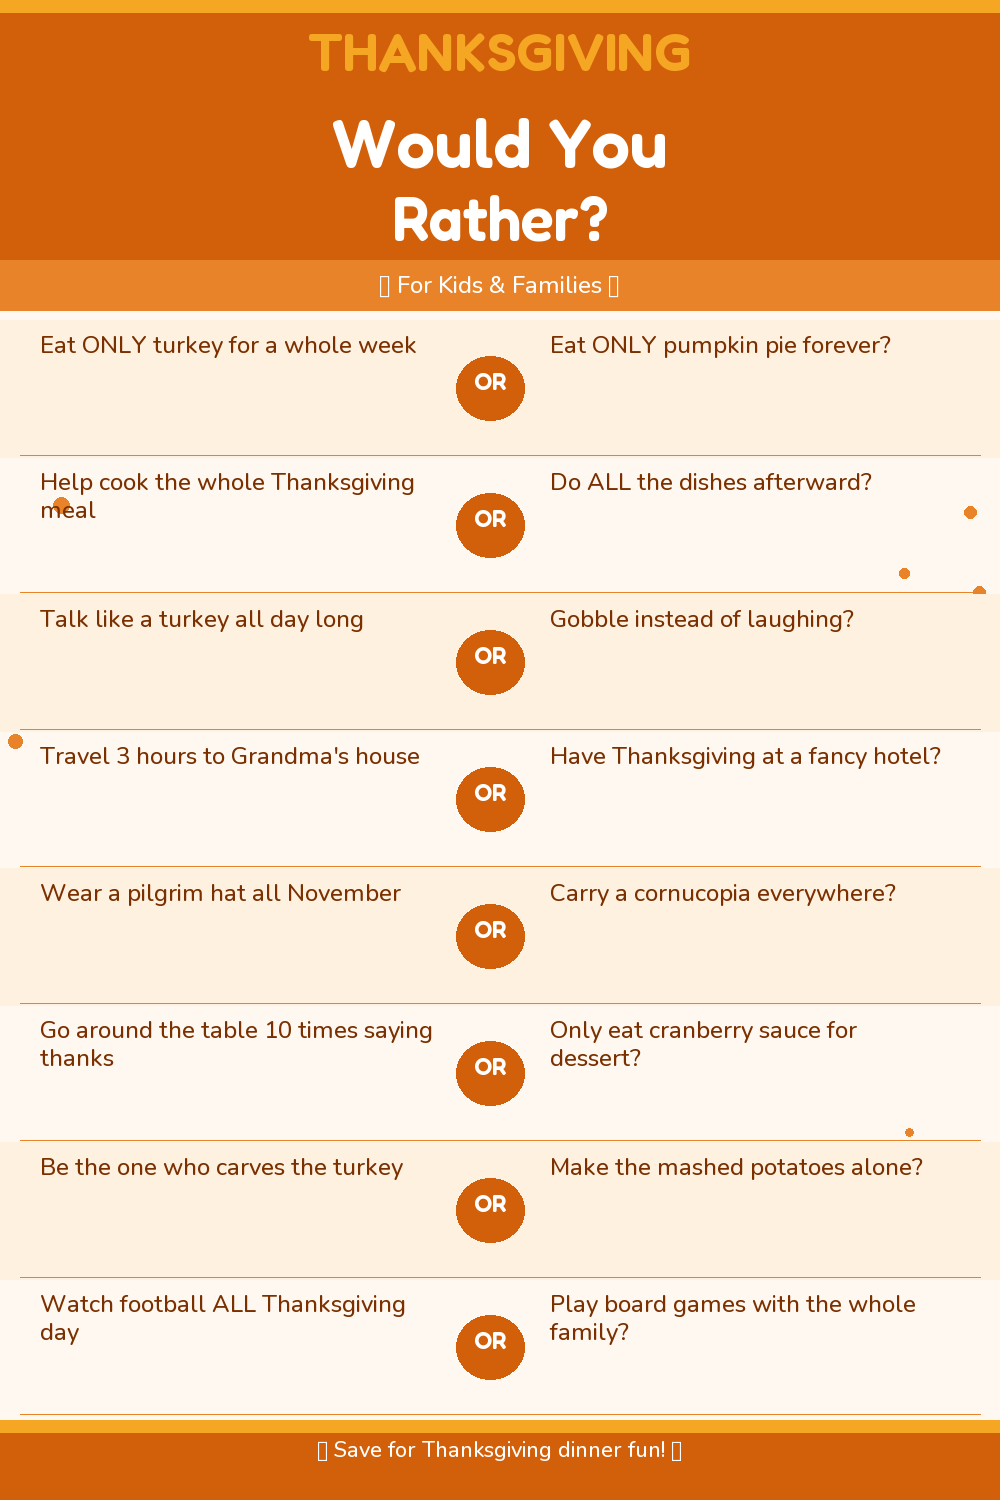 THANKSGIVING
Would You
Rather?
For Kids & Families
Eat ONLY turkey for a whole week
OR
Eat ONLY pumpkin pie forever?
Help cook the whole Thanksgiving
meal
OR
Do ALL the dishes afterward?
Talk like a turkey all day long
OR
Gobble instead of laughing?
Travel 3 hours to Grandma's house
OR
Have Thanksgiving at a fancy hotel?
Wear a pilgrim hat all November
OR
Carry a cornucopia everywhere?
Go around the table 10 times saying
thanks
OR
Only eat cranberry sauce for
dessert?
Be the one who carves the turkey
OR
Make the mashed potatoes alone?
Watch football ALL Thanksgiving
day
OR
Play board games with the whole
family?
Save for Thanksgiving dinner fun!